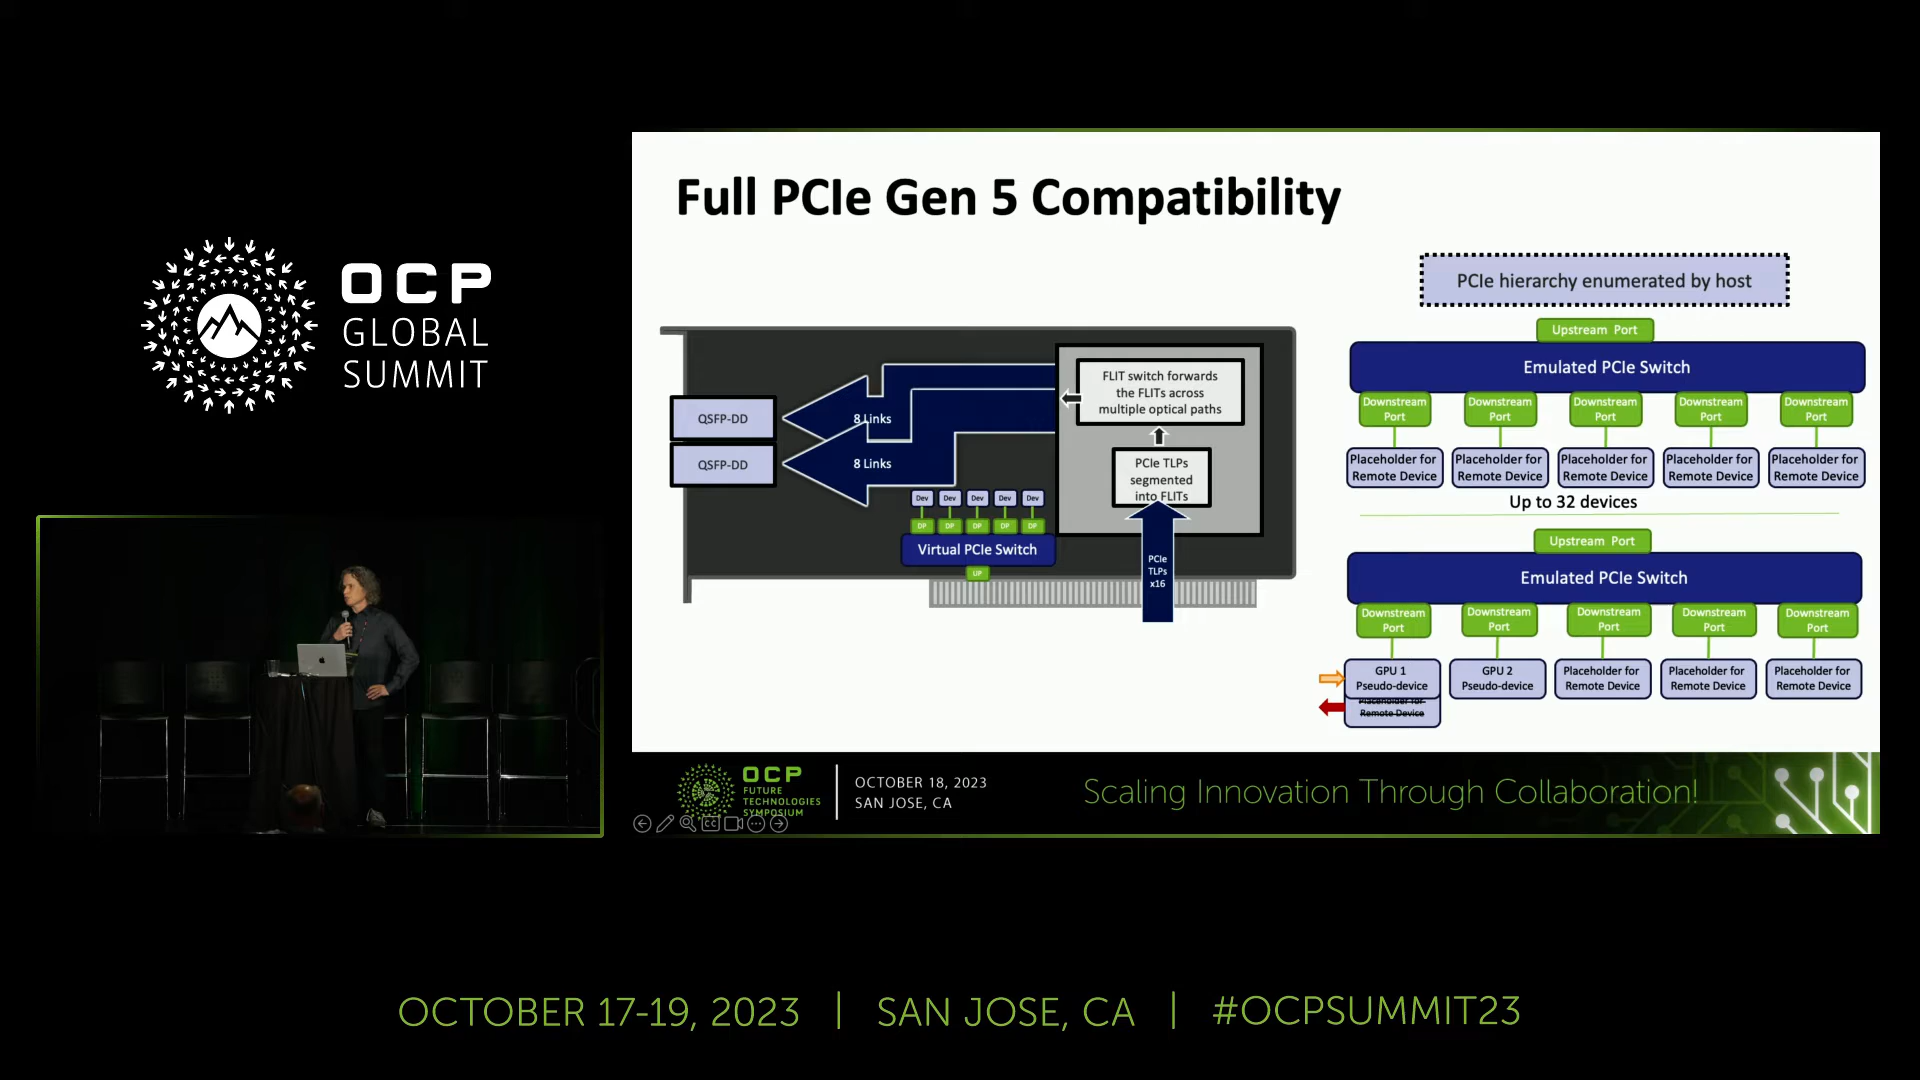 OCP
GLOBAL
SUMMIT
Full PCIe Gen 5 Compatibility
QSFP-DD
QSFP-DD
8 Links
8 Links
FLIT switch forwards
the FLITs across
multiple optical paths
PCIe TLPs
segmented
into FLITs
PCIe
TLPs
x16
Dev Dev Dev Dev Dev
DP DP DP DP DP
Virtual PCIe Switch
UP
PCIe hierarchy enumerated by host
Upstream Port
Emulated PCIe Switch
Downstream Port
Downstream Port
Downstream Port
Downstream Port
Downstream Port
Placeholder for Remote Device
Placeholder for Remote Device
Placeholder for Remote Device
Placeholder for Remote Device
Placeholder for Remote Device
Up to 32 devices
Upstream Port
Emulated PCIe Switch
Downstream Port
Downstream Port
Downstream Port
Downstream Port
Downstream Port
GPU 1 Pseudo-device
GPU 2 Pseudo-device
Placeholder for Remote Device
Placeholder for Remote Device
Placeholder for Remote Device
Placeholder for Remote Device
OCP
FUTURE
TECHNOLOGIES
SYMPOSIUM
OCTOBER 18, 2023
SAN JOSE, CA
Scaling Innovation Through Collaboration!
CC
OCTOBER 17-19, 2023 | SAN JOSE, CA | #OCPSUMMIT23